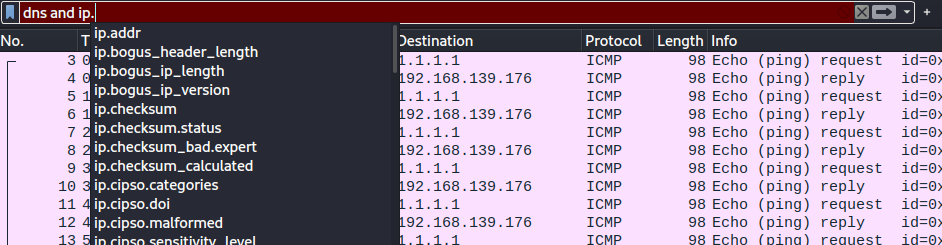 dns and ip.
ip.addr
ip.bogus_header_length
ip.bogus_ip_length
ip.bogus_ip_version
ip.checksum
ip.checksum.status
ip.checksum_bad.expert
ip.checksum_calculated
ip.cipso.categories
ip.cipso.doi
ip.cipso.malformed
ip.cipso.sensitivity_level
No. T Destination Protocol Length Info
3 0 1.1.1.1 ICMP 98 Echo (ping) request id=0x
4 0 192.168.139.176 ICMP 98 Echo (ping) reply id=0x
5 1 1.1.1.1 ICMP 98 Echo (ping) request id=0x
6 1 192.168.139.176 ICMP 98 Echo (ping) reply id=0x
7 2 1.1.1.1 ICMP 98 Echo (ping) request id=0x
8 2 192.168.139.176 ICMP 98 Echo (ping) reply id=0x
9 3 1.1.1.1 ICMP 98 Echo (ping) request id=0x
10 3 192.168.139.176 ICMP 98 Echo (ping) reply id=0x
11 4 1.1.1.1 ICMP 98 Echo (ping) request id=0x
12 4 192.168.139.176 ICMP 98 Echo (ping) reply id=0x
13 5 1.1.1.1 ICMP 98 Echo (ping) request id=0x